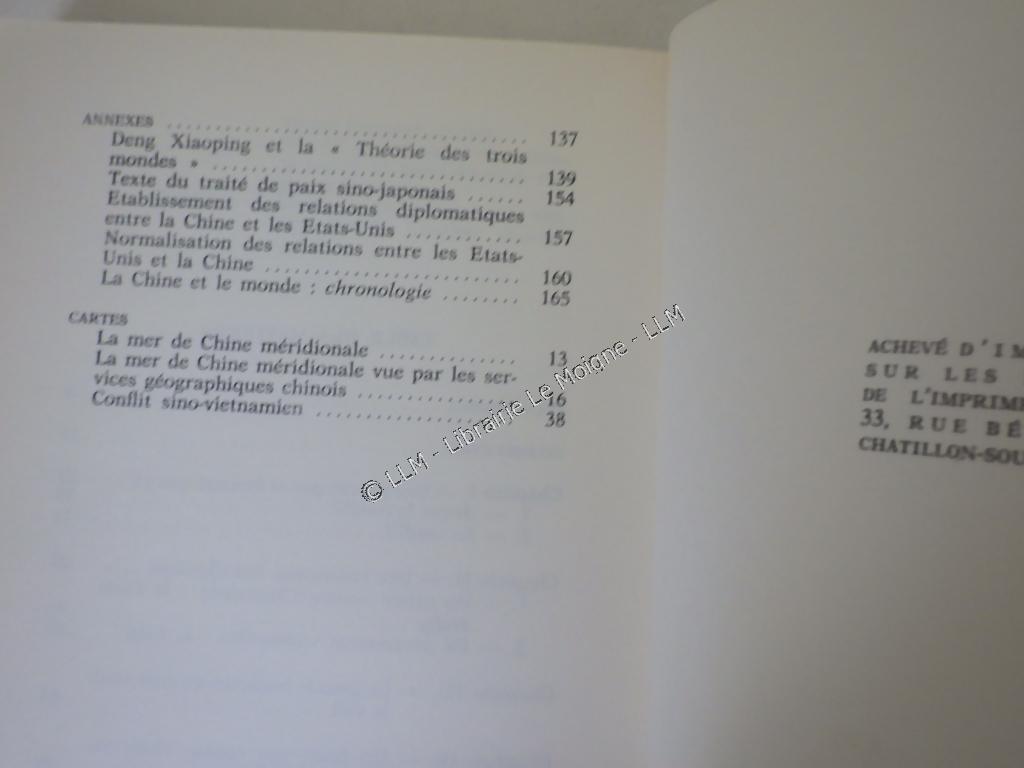 ANNEXES ........ 137
Deng Xiaoping et la « Théorie des trois
mondes » ........ 139
Texte du traité de paix sino-japonais ...... 154
Etablissement des relations diplomatiques
entre la Chine et les Etats-Unis ........ 157
Normalisation des relations entre les Etats-
Unis et la Chine ........ 160
La Chine et le monde : chronologie ........ 165
CARTES
La mer de Chine méridionale ........ 13
La mer de Chine méridionale vue par les ser-
vices géographiques chinois ........ 16
Conflit sino-vietnamien ........ 38
© LLM - Librairie Le Moigne - LLM
ACHEVÉ D'IM
SUR LES
DE L'IMPRIME
33, RUE BÉ
CHATILLON-SOU